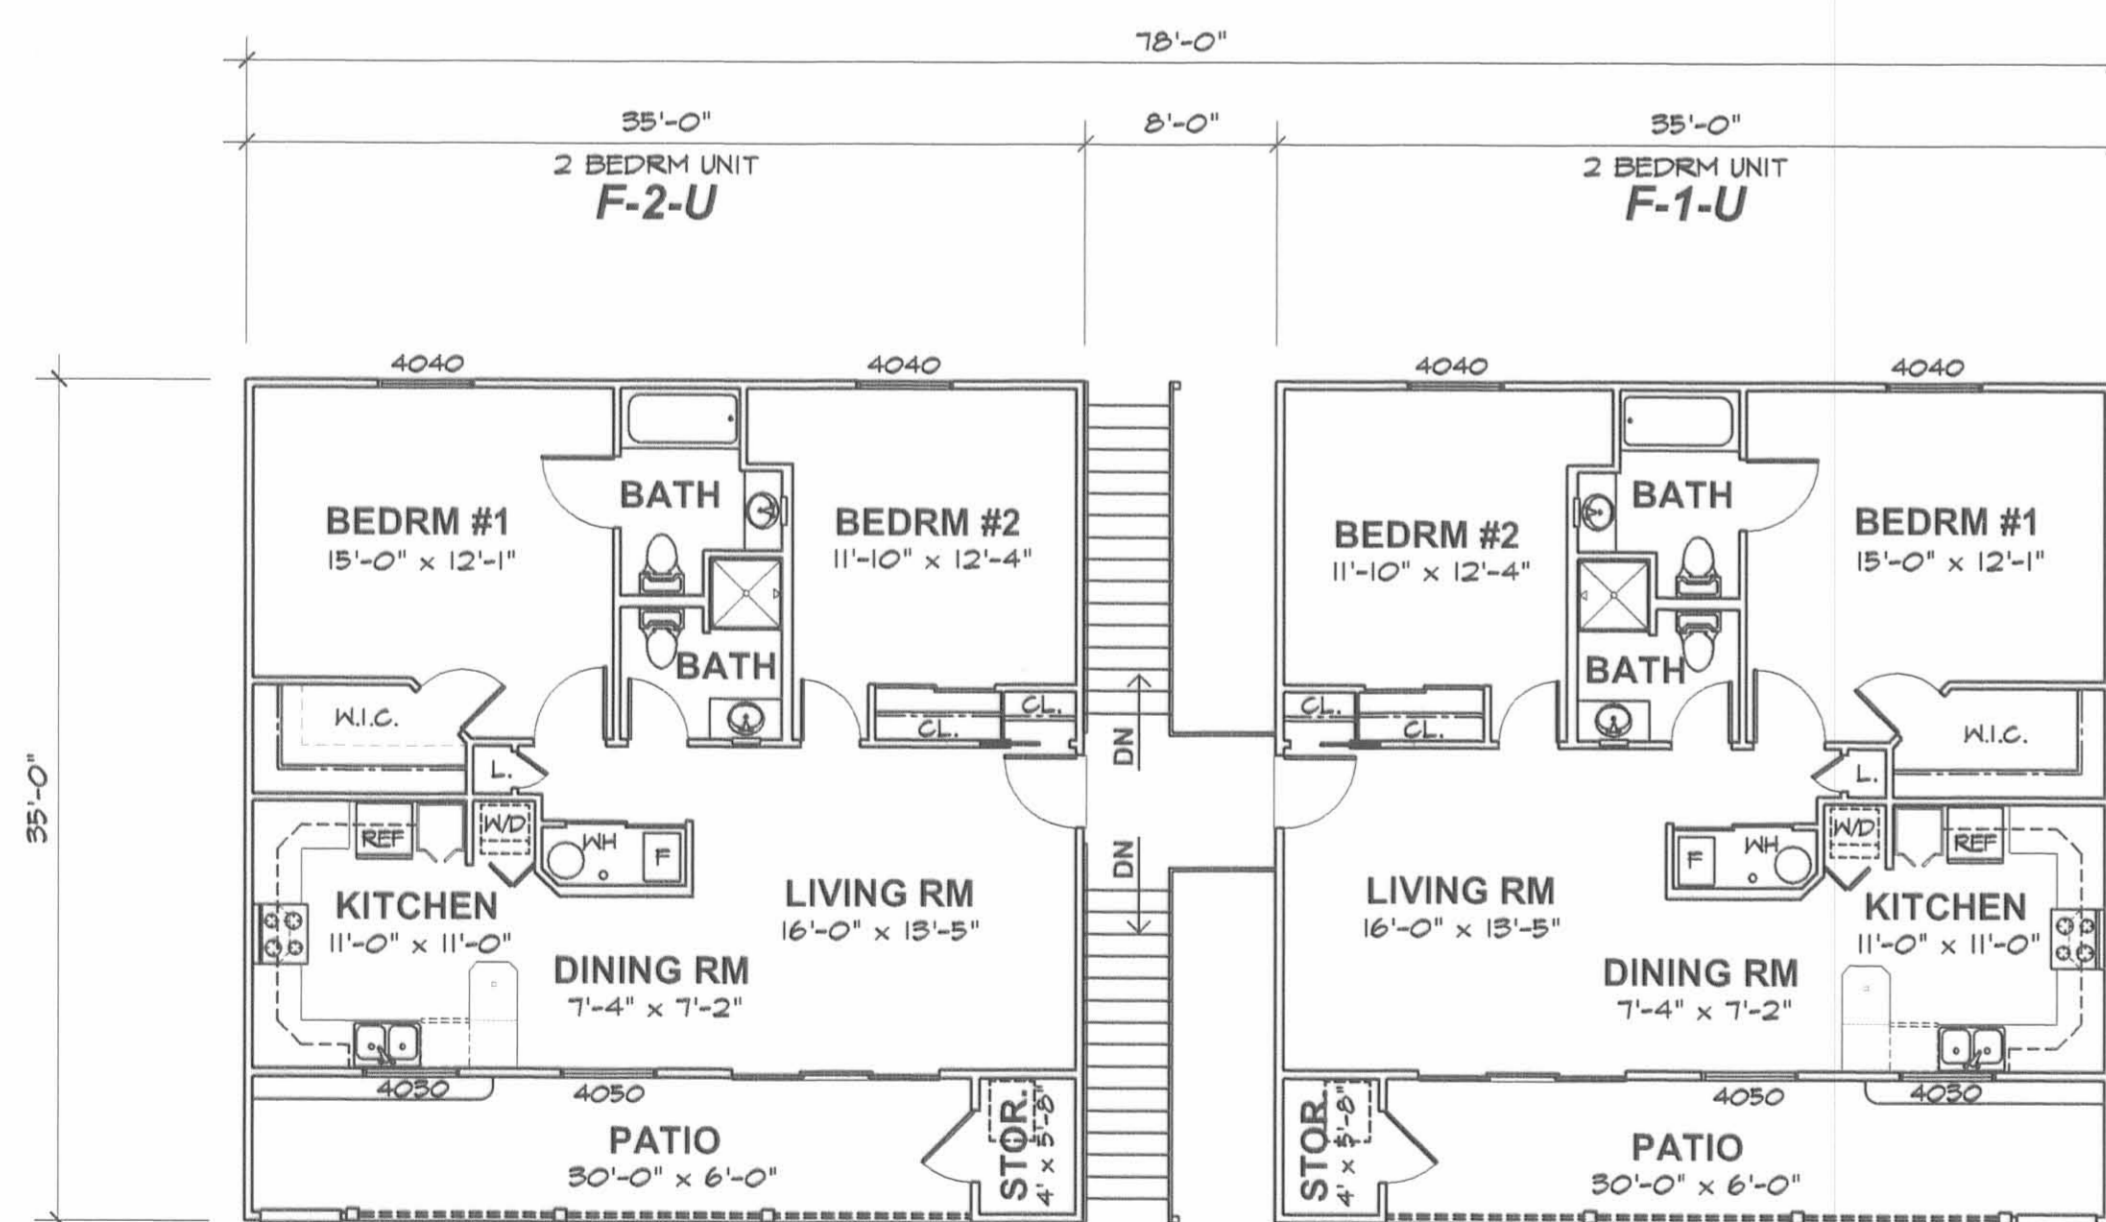 78'-0"
35'-0"
8'-0"
35'-0"
2 BEDRM UNIT
F-2-U
2 BEDRM UNIT
F-1-U
4040
4040
4040
4040
BEDRM #1
15'-0" x 12'-1"
BATH
BEDRM #2
11'-10" x 12'-4"
BEDRM #2
11'-10" x 12'-4"
BATH
BEDRM #1
15'-0" x 12'-1"
BATH
BATH
W.I.C.
CL.
CL.
DN
CL.
CL.
W.I.C.
L.
L.
35'-0"
REF
W/D
WH
F
DN
F
WH
W/D
REF
KITCHEN
11'-0" x 11'-0"
LIVING RM
16'-0" x 13'-5"
LIVING RM
16'-0" x 13'-5"
KITCHEN
11'-0" x 11'-0"
DINING RM
7'-4" x 7'-2"
DINING RM
7'-4" x 7'-2"
4030
4050
4050
4030
PATIO
30'-0" x 6'-0"
STOR.
4' x 5'-8"
STOR.
4' x 5'-8"
PATIO
30'-0" x 6'-0"